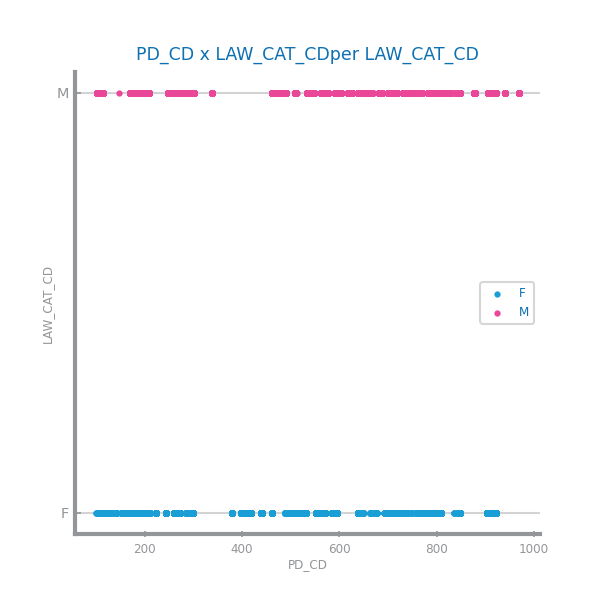 PD_CD x LAW_CAT_CDper LAW_CAT_CD
M
LAW_CAT_CD
F
M
F
200
400
600
800
1000
PD_CD